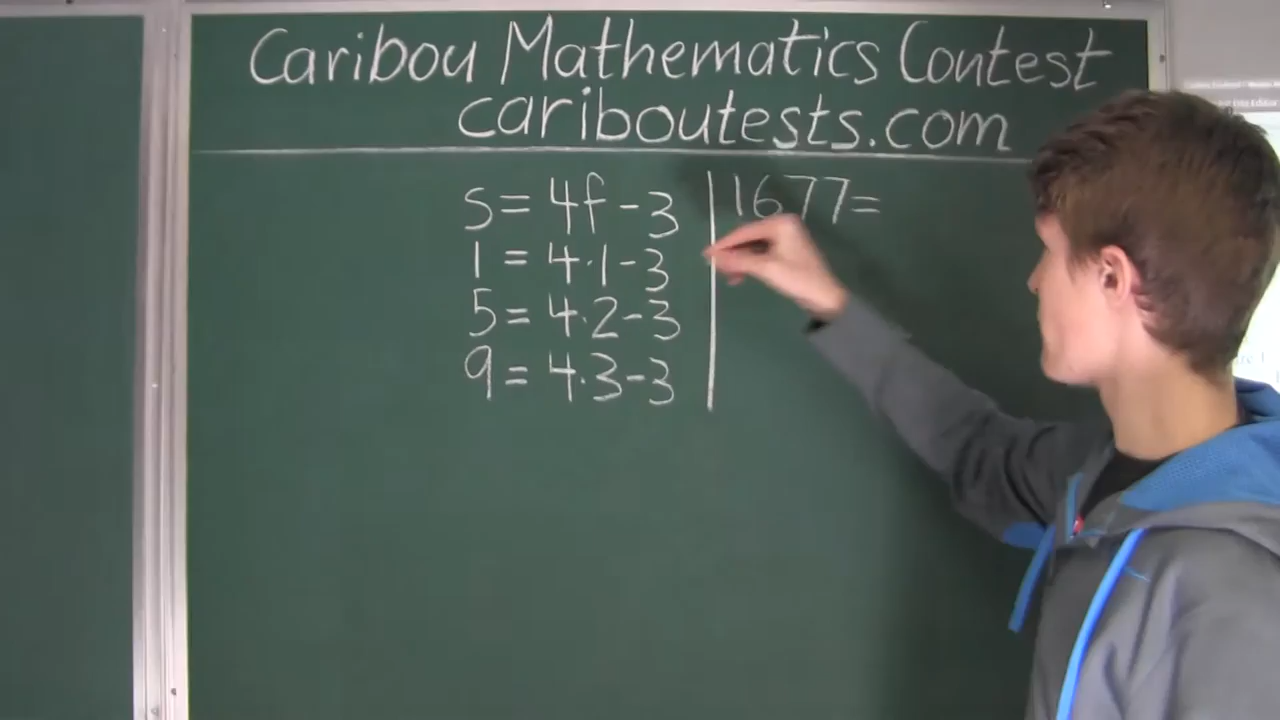 Caribou Mathematics Contest
cariboutests.com
s = 4f - 3
1 = 4·1 - 3
5 = 4·2 - 3
9 = 4·3 - 3
1677 =